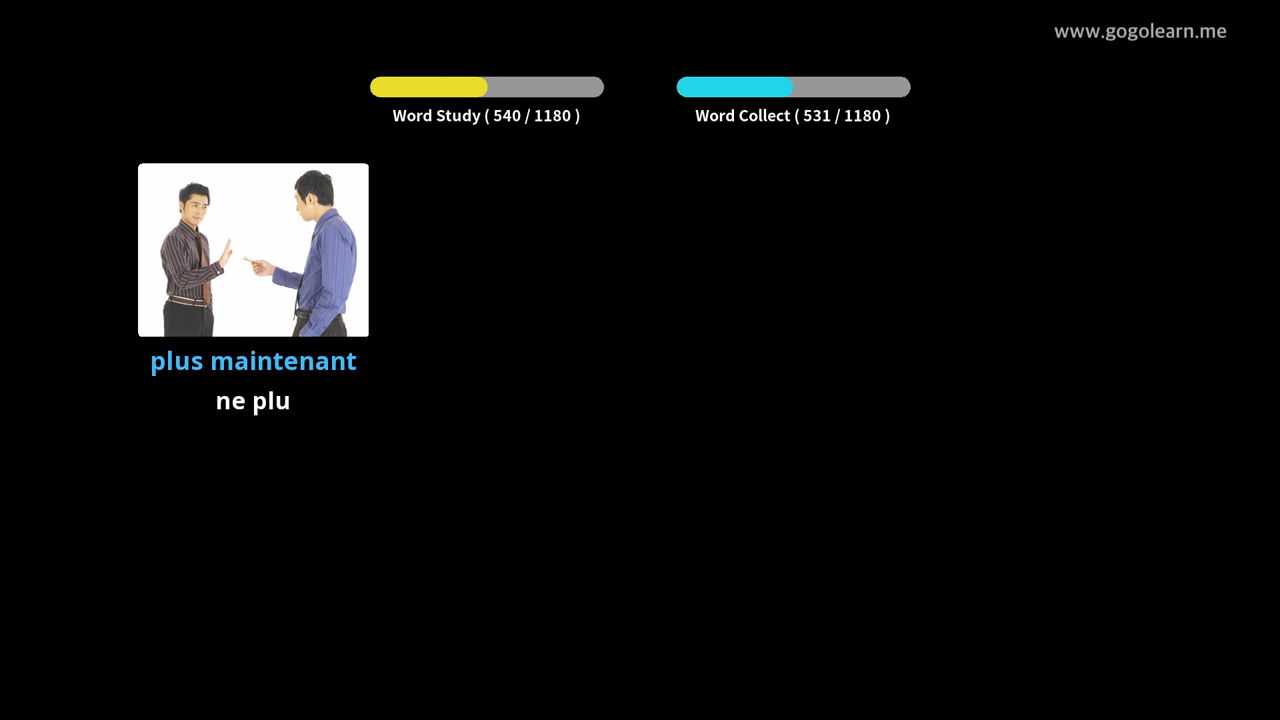 www.gogolearn.me
Word Study ( 540 / 1180 )
Word Collect ( 531 / 1180 )
plus maintenant
ne plu